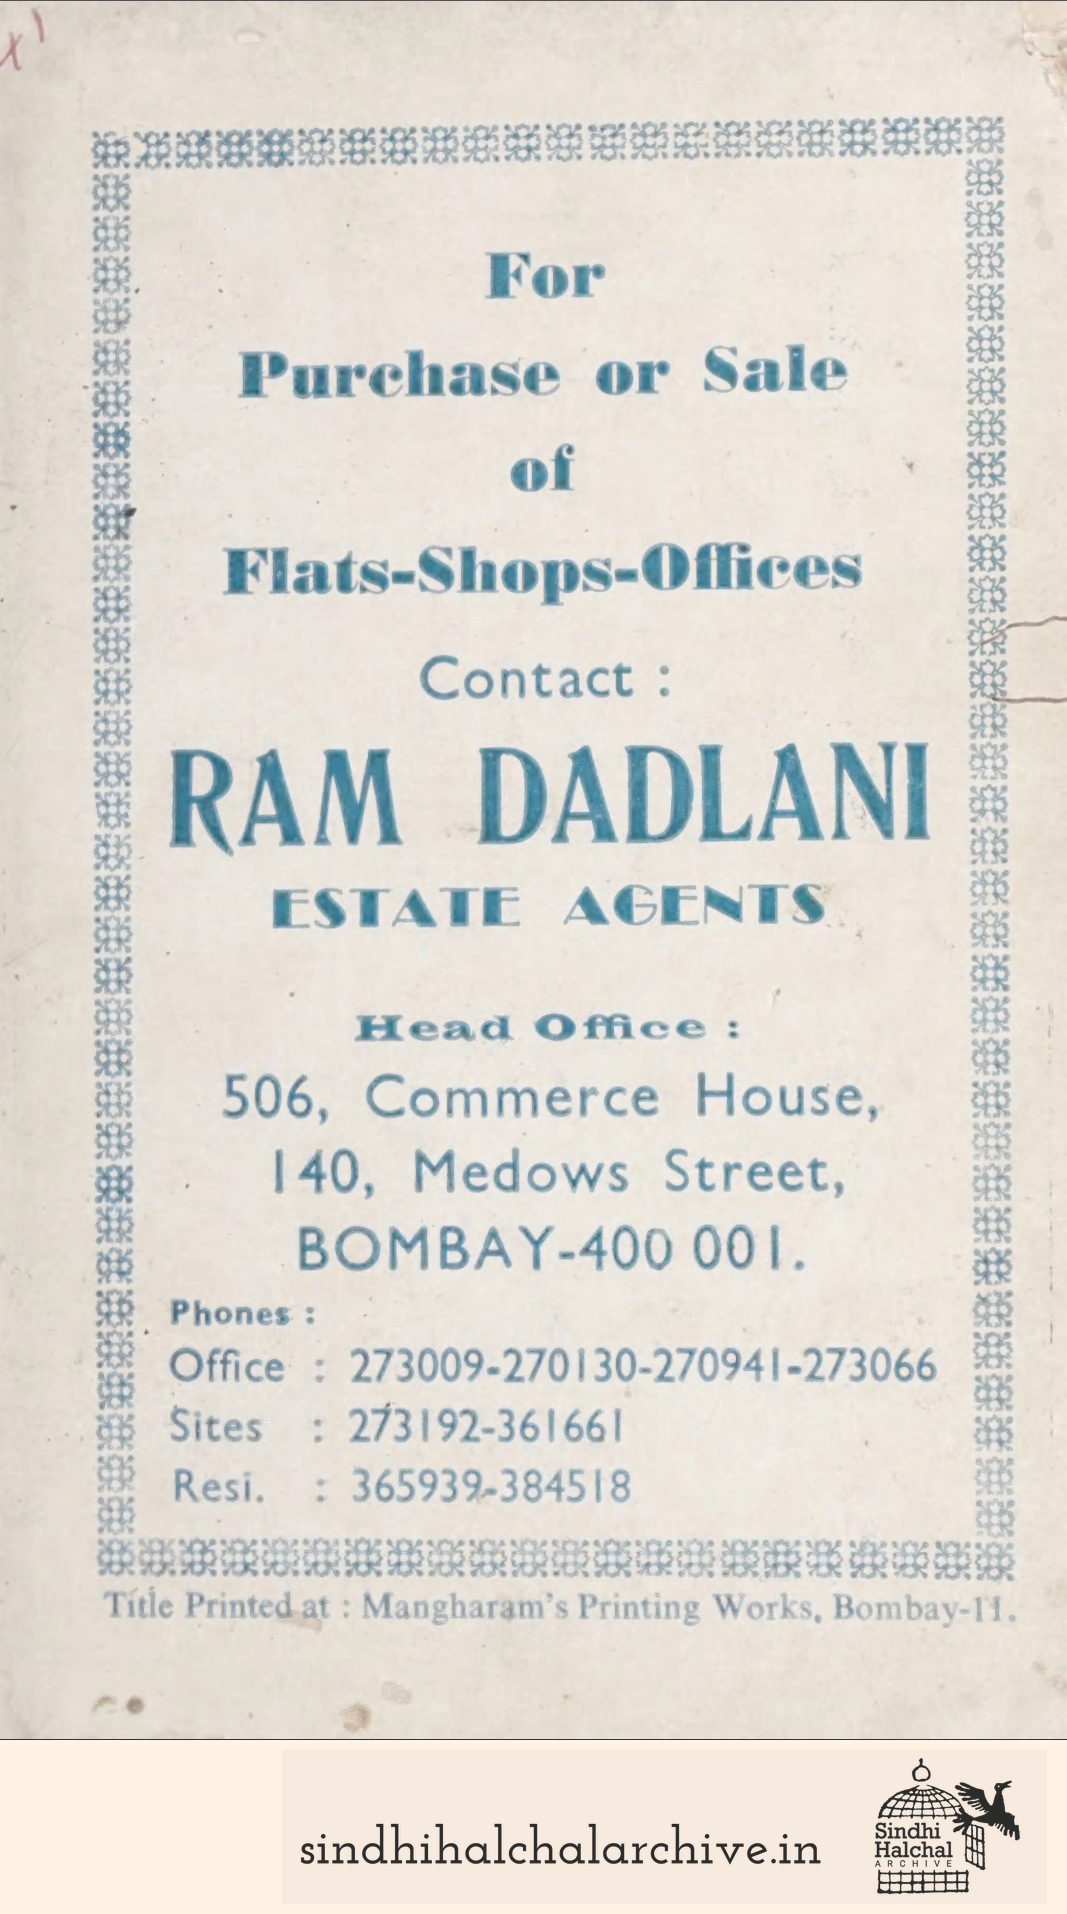 For
Purchase or Sale
of
Flats-Shops-Offices
Contact :
RAM DADLANI
ESTATE AGENTS
Head Office :
506, Commerce House,
140, Medows Street,
BOMBAY-400 001.
Phones :
Office : 273009-270130-270941-273066
Sites : 273192-361661
Resi. : 365939-384518
Title Printed at : Mangharam's Printing Works, Bombay-11.
sindhihalchalarchive.in
Sindhi
Halchal
ARCHIVE